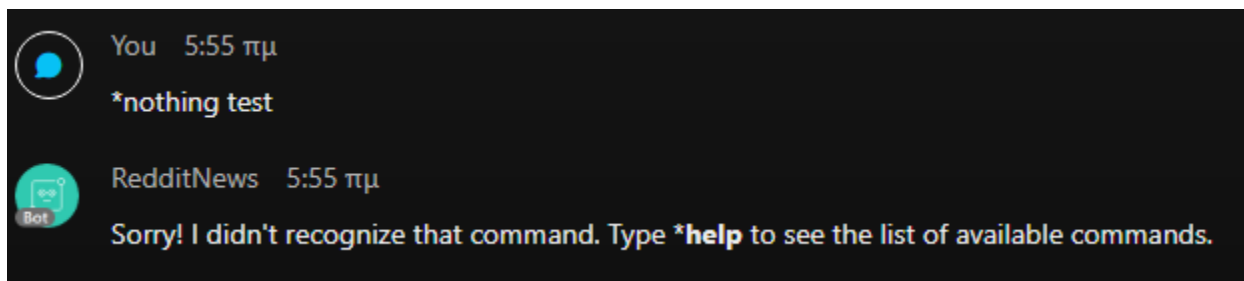 You 5:55 πμ
*nothing test
RedditNews 5:55 πμ
Bot
Sorry! I didn't recognize that command. Type *help to see the list of available commands.